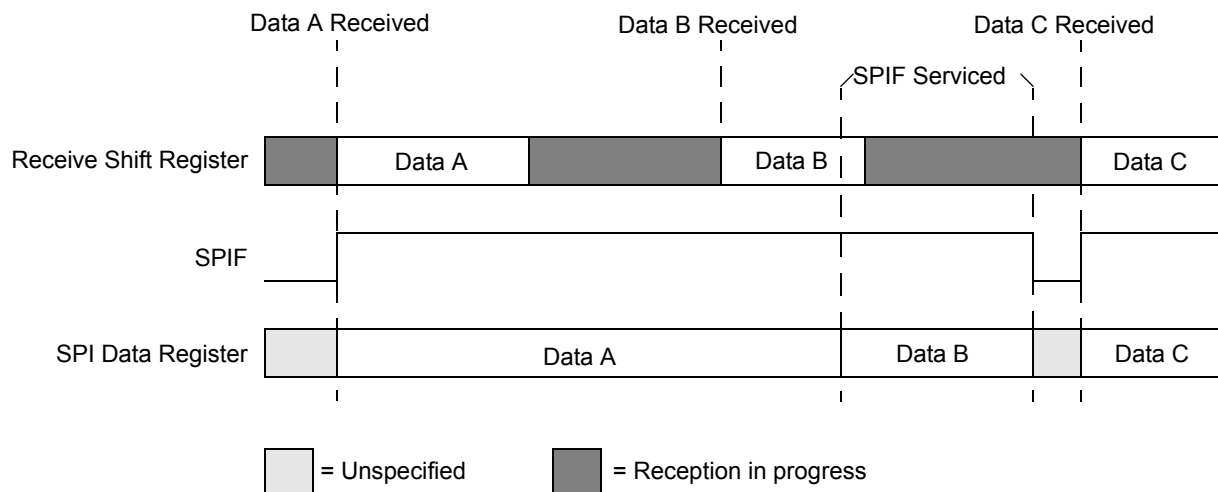 Data A Received
Data B Received
Data C Received
SPIF Serviced
Receive Shift Register
Data A
Data B
Data C
SPIF
SPI Data Register
Data A
Data B
Data C
= Unspecified
= Reception in progress